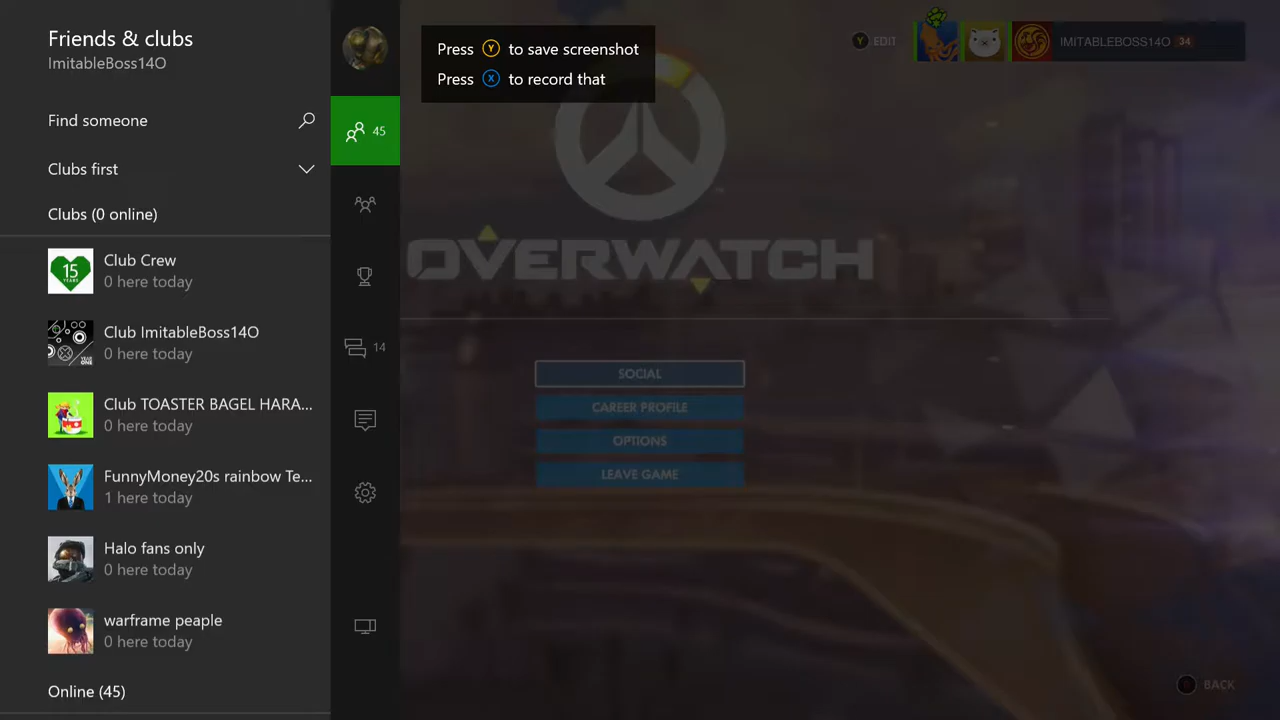 Friends & clubs
ImitableBoss14O
Find someone
Clubs first
Clubs (0 online)
Club Crew
0 here today
Club ImitableBoss14O
0 here today
Club TOASTER BAGEL HARA...
0 here today
FunnyMoney20s rainbow Te...
1 here today
Halo fans only
0 here today
warframe peaple
0 here today
Online (45)
45
14
Press Y to save screenshot
Press X to record that
Y EDIT
IMITABLEBOSS14O 34
OVERWATCH
SOCIAL
CAREER PROFILE
OPTIONS
LEAVE GAME
BACK
15
YEARS